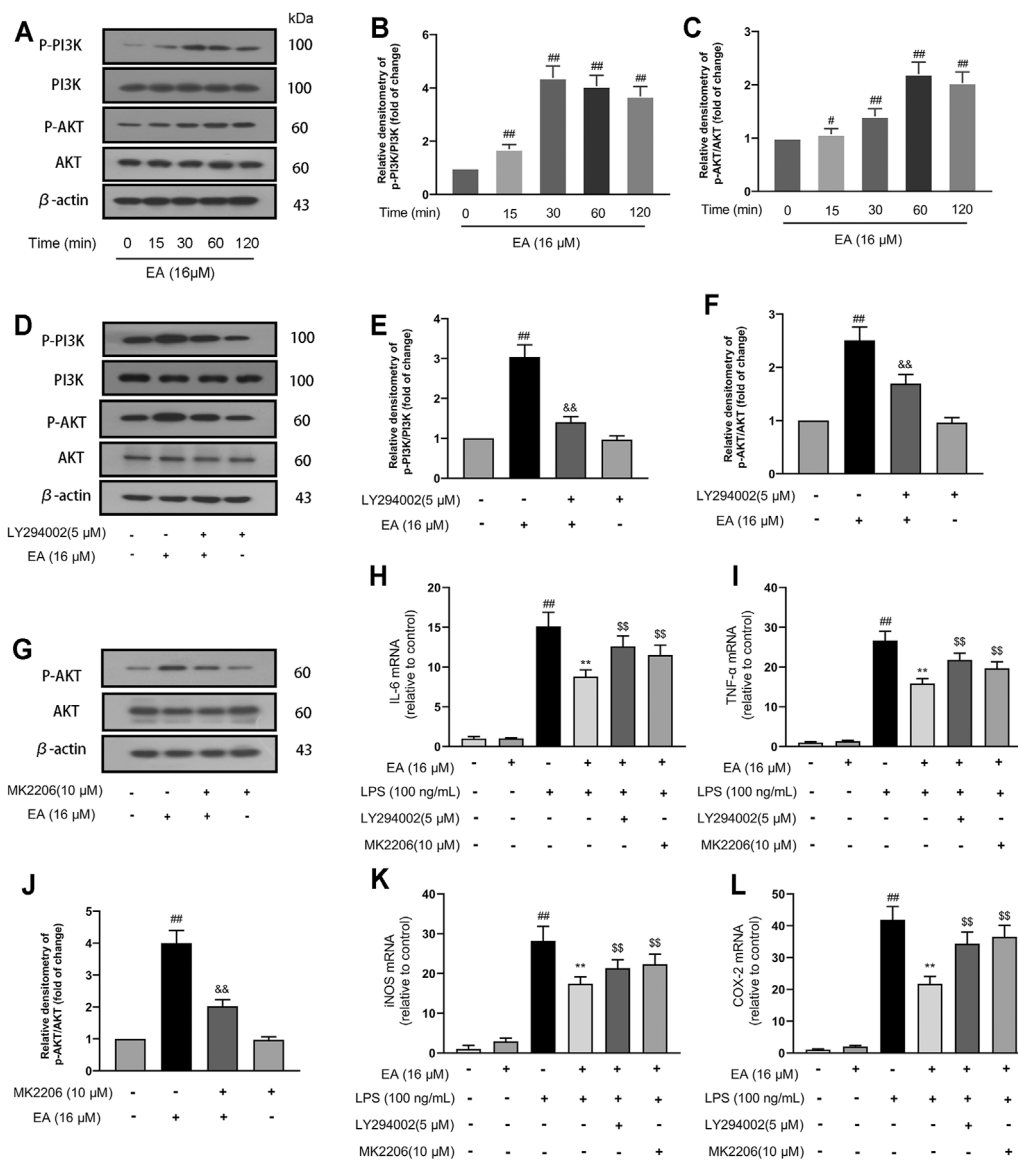 A
kDa
P-PI3K
100
PI3K
100
P-AKT
60
AKT
60
β-actin
43
Time (min) 0 15 30 60 120
EA (16μM)
B
Relative densitometry of
p-PI3K/PI3K (fold of change)
6
4
2
0
## ## ## ##
Time (min) 0 15 30 60 120
EA (16 μM)
C
Relative densitometry of
p-AKT/AKT (fold of change)
3
2
1
0
# ## ## ##
Time (min) 0 15 30 60 120
EA (16 μM)
D
P-PI3K
100
PI3K
100
P-AKT
60
AKT
60
β-actin
43
LY294002(5 μM) - - + +
EA (16 μM) - + + -
E
Relative densitometry of
p-PI3K/PI3K (fold of change)
4
3
2
1
0
## &&
LY294002(5 μM) - - + +
EA (16 μM) - + + -
F
Relative densitometry of
p-AKT/AKT (fold of change)
3
2
1
0
## &&
LY294002(5 μM) - - + +
EA (16 μM) - + + -
G
P-AKT
60
AKT
60
β-actin
43
MK2206(10 μM) - - + +
EA (16 μM) - + + -
H
IL-6 mRNA
(relative to control)
20
15
10
5
0
## ** $$ $$
EA (16 μM) - + - + + +
LPS (100 ng/mL) - - + + + +
LY294002(5 μM) - - - - + -
MK2206(10 μM) - - - - - +
I
TNF-α mRNA
(relative to control)
40
30
20
10
0
## ** $$ $$
EA (16 μM) - + - + + +
LPS (100 ng/mL) - - + + + +
LY294002(5 μM) - - - - + -
MK2206(10 μM) - - - - - +
J
Relative densitometry of
p-AKT/AKT (fold of change)
5
4
3
2
1
0
## &&
MK2206 (10 μM) - - + +
EA (16 μM) - + + -
K
iNOS mRNA
(relative to control)
40
30
20
10
0
## ** $$ $$
EA (16 μM) - + - + + +
LPS (100 ng/mL) - - + + + +
LY294002(5 μM) - - - - + -
MK2206(10 μM) - - - - - +
L
COX-2 mRNA
(relative to control)
50
40
30
20
10
0
## ** $$ $$
EA (16 μM) - + - + + +
LPS (100 ng/mL) - - + + + +
LY294002(5 μM) - - - - + -
MK2206(10 μM) - - - - - +